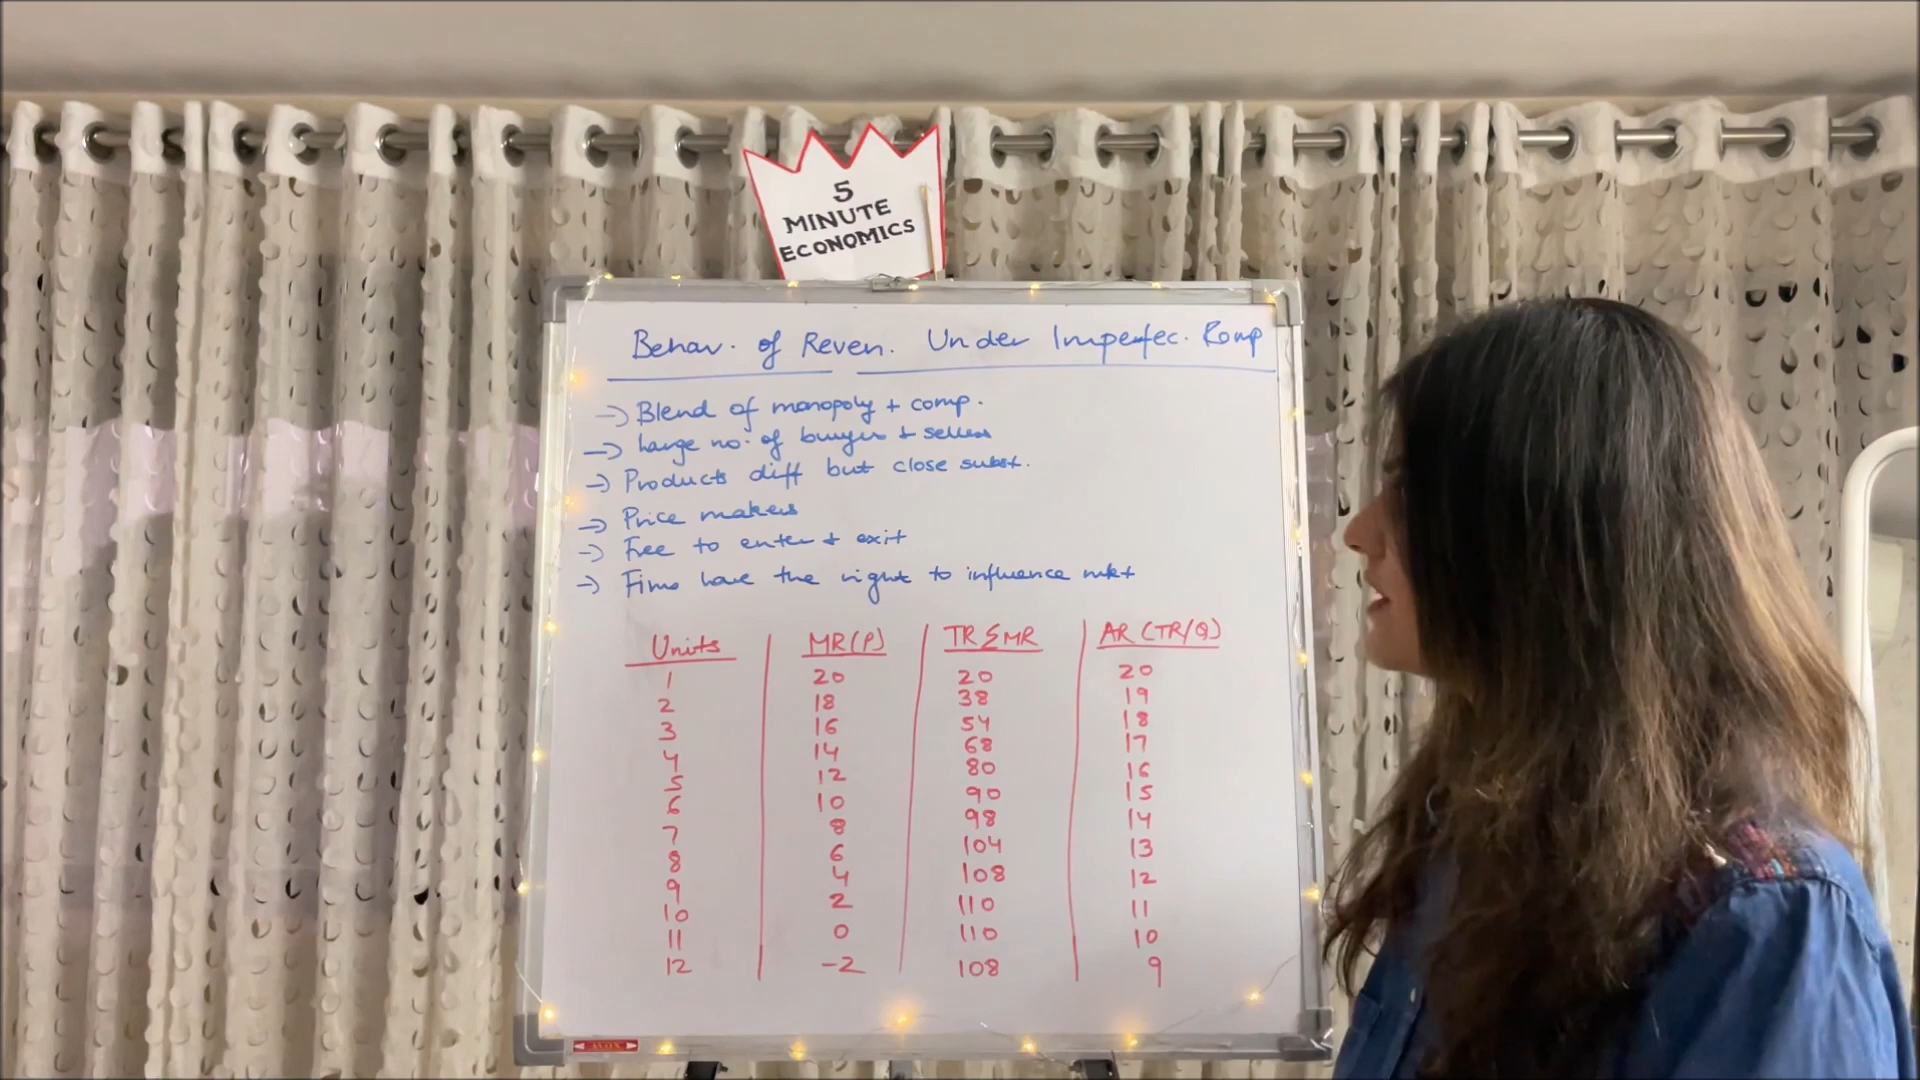 5
MINUTE
ECONOMICS
Behav. of Reven. Under Imperfec. Komp
→ Blend of monopoly + comp.
→ Large no. of buyer + sellers
→ Products diff but close subst.
→ Price makers
→ Free to enter + exit
→ Firms have the right to influence mkt
Units | MR(P) | TR ΣMR | AR (TR/Q)
1 | 20 | 20 | 20
2 | 18 | 38 | 19
3 | 16 | 54 | 18
4 | 14 | 68 | 17
5 | 12 | 80 | 16
6 | 10 | 90 | 15
7 | 8 | 98 | 14
8 | 6 | 104 | 13
9 | 4 | 108 | 12
10 | 2 | 110 | 11
11 | 0 | 110 | 10
12 | -2 | 108 | 9